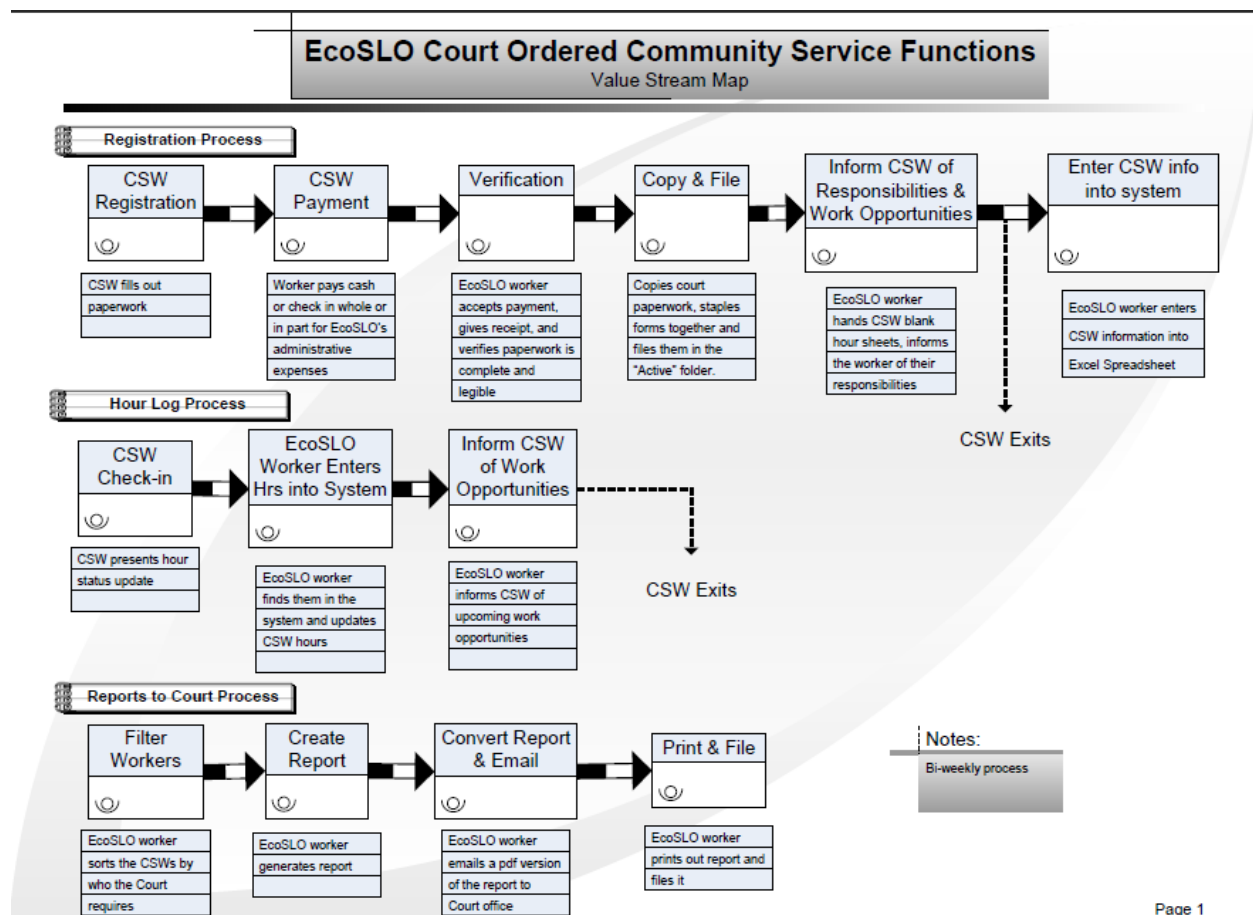 EcoSLO Court Ordered Community Service Functions
Value Stream Map
Registration Process
CSW
Registration
CSW fills out
paperwork
CSW
Payment
Worker pays cash
or check in whole or
in part for EcoSLO's
administrative
expenses
Verification
EcoSLO worker
accepts payment,
gives receipt, and
verifies paperwork is
complete and
legible
Copy & File
Copies court
paperwork, staples
forms together and
files them in the
"Active" folder.
Inform CSW of
Responsibilities &
Work Opportunities
EcoSLO worker
hands CSW blank
hour sheets, informs
the worker of their
responsibilities
CSW Exits
Enter CSW info
into system
EcoSLO worker enters
CSW information into
Excel Spreadsheet
Hour Log Process
CSW
Check-in
CSW presents hour
status update
EcoSLO
Worker Enters
Hrs into System
EcoSLO worker
finds them in the
system and updates
CSW hours
Inform CSW
of Work
Opportunities
EcoSLO worker
informs CSW of
upcoming work
opportunities
CSW Exits
Reports to Court Process
Filter
Workers
EcoSLO worker
sorts the CSWs by
who the Court
requires
Create
Report
EcoSLO worker
generates report
Convert Report
& Email
EcoSLO worker
emails a pdf version
of the report to
Court office
Print & File
EcoSLO worker
prints out report and
files it
Notes:
Bi-weekly process
Page 1